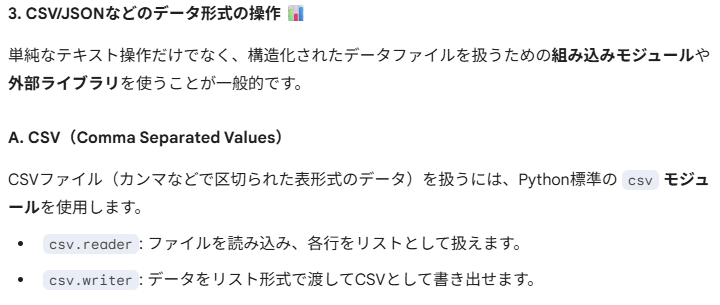 3. CSV/JSONなどのデータ形式の操作 📊
単純なテキスト操作だけでなく、構造化されたデータファイルを扱うための組み込みモジュールや
外部ライブラリを使うことが一般的です。
A. CSV（Comma Separated Values）
CSVファイル（カンマなどで区切られた表形式のデータ）を扱うには、Python標準の csv モジュ
ールを使用します。
• csv.reader: ファイルを読み込み、各行をリストとして扱えます。
• csv.writer: データをリスト形式で渡してCSVとして書き出せます。